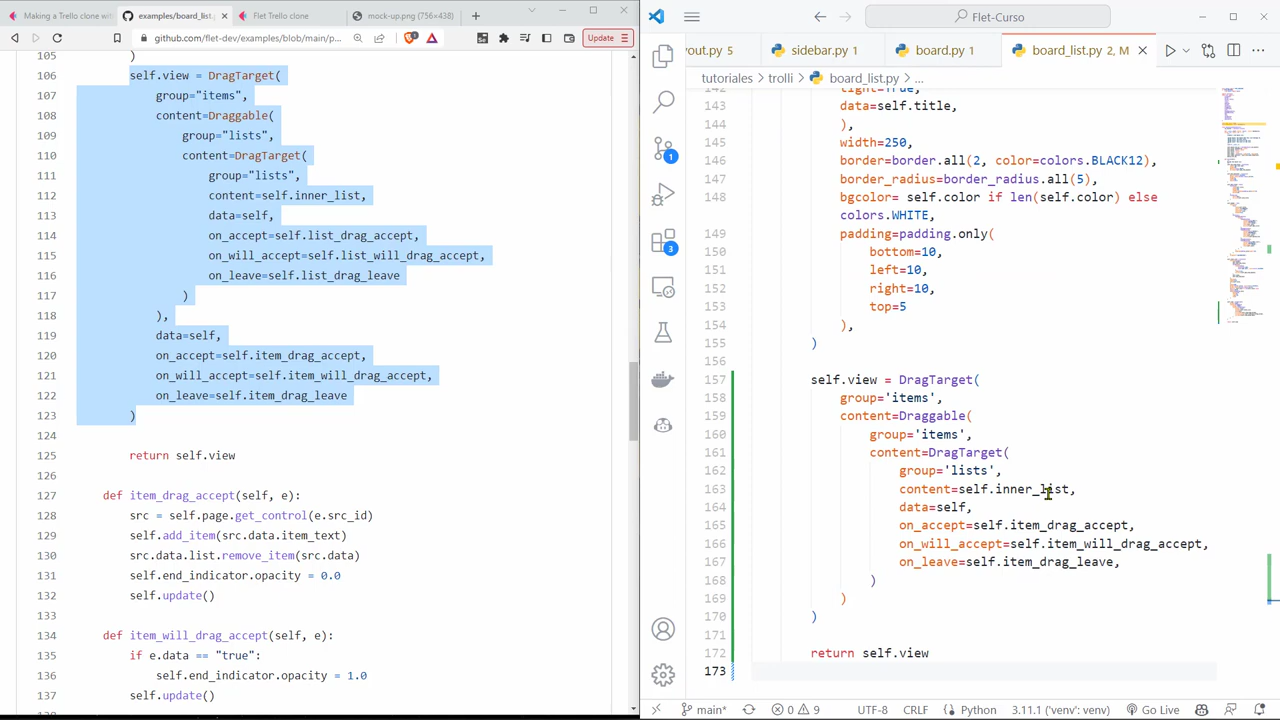 Making a Trello clone with
examples/board_list.p
Flet Trello clone
mock-up.png (756×438)
github.com/flet-dev/examples/blob/main/p...
Update
105 )
106 self.view = DragTarget(
107 group="items",
108 content=Draggable(
109 group="lists",
110 content=DragTarget(
111 group="lists",
112 content=self.inner_list,
113 data=self,
114 on_accept=self.list_drag_accept,
115 on_will_accept=self.list_will_drag_accept,
116 on_leave=self.list_drag_leave
117 )
118 ),
119 data=self,
120 on_accept=self.item_drag_accept,
121 on_will_accept=self.item_will_drag_accept,
122 on_leave=self.item_drag_leave
123 )
124
125 return self.view
126
127 def item_drag_accept(self, e):
128 src = self.page.get_control(e.src_id)
129 self.add_item(src.data.item_text)
130 src.data.list.remove_item(src.data)
131 self.end_indicator.opacity = 0.0
132 self.update()
133
134 def item_will_drag_accept(self, e):
135 if e.data == "true":
136 self.end_indicator.opacity = 1.0
137 self.update()
Flet-Curso
yout.py 5
sidebar.py 1
board.py 1
board_list.py 2, M
tutoriales > trolli > board_list.py > ...
142 tight=True,
143 data=self.title,
144 ),
145 width=250,
146 border=border. color=colors.BLACK12),
147 border_radius=border_radius.all(5),
148 bgcolor= self.color if len(self.color) else
colors.WHITE,
149 padding=padding.only(
150 bottom=10,
151 left=10,
152 right=10,
153 top=5
154 ),
155 )
156
157 self.view = DragTarget(
158 group='items',
159 content=Draggable(
160 group='items',
161 content=DragTarget(
162 group='lists',
163 content=self.inner_list,
164 data=self,
165 on_accept=self.item_drag_accept,
166 on_will_accept=self.item_will_drag_accept,
167 on_leave=self.item_drag_leave,
168 )
169 )
170 )
171
172 return self.view
173
1
3
main*
0 9
UTF-8
CRLF
Python
3.11.1 ('venv': venv)
Go Live